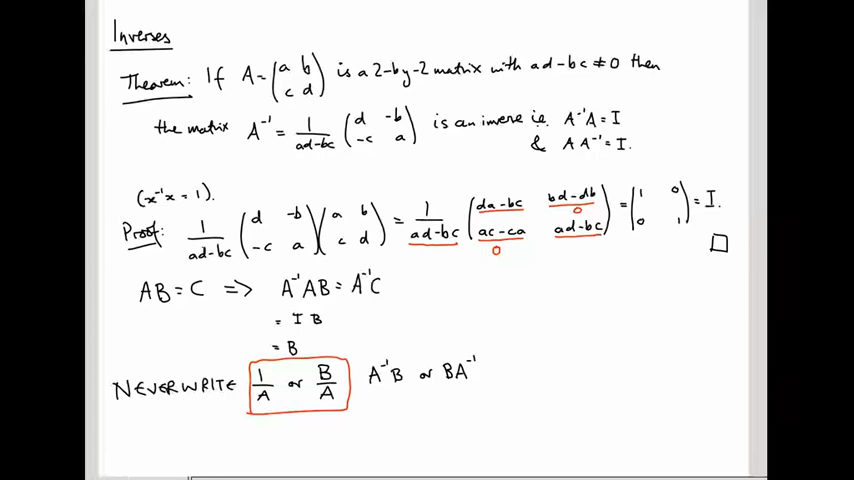 Inverses
Theorem: If A = (a b / c d) is a 2-by-2 matrix with ad-bc ≠ 0 then
the matrix A⁻¹ = 1/(ad-bc) (d -b / -c a) is an inverse i.e. A⁻¹A = I
& AA⁻¹ = I.
(x⁻¹x = 1).
Proof: 1/(ad-bc) (d -b / -c a)(a b / c d) = 1/(ad-bc) (da-bc bd-db / ac-ca ad-bc) = (1 0 / 0 1) = I.
0
0
□
AB = C => A⁻¹AB = A⁻¹C
= I B
= B
NEVER WRITE 1/A or B/A A⁻¹B or BA⁻¹